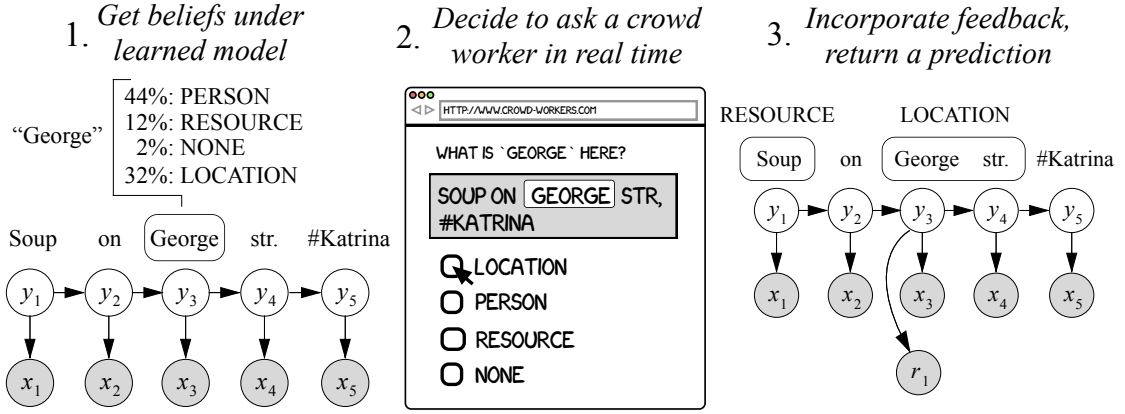 1. Get beliefs under
learned model
“George”
44%: PERSON
12%: RESOURCE
2%: NONE
32%: LOCATION
Soup on George str. #Katrina
y1 y2 y3 y4 y5
x1 x2 x3 x4 x5
2. Decide to ask a crowd
worker in real time
HTTP://WWW.CROWD-WORKERS.COM
WHAT IS `GEORGE` HERE?
SOUP ON GEORGE STR,
#KATRINA
LOCATION
PERSON
RESOURCE
NONE
3. Incorporate feedback,
return a prediction
RESOURCE LOCATION
Soup on George str. #Katrina
y1 y2 y3 y4 y5
x1 x2 x3 x4 x5
r1